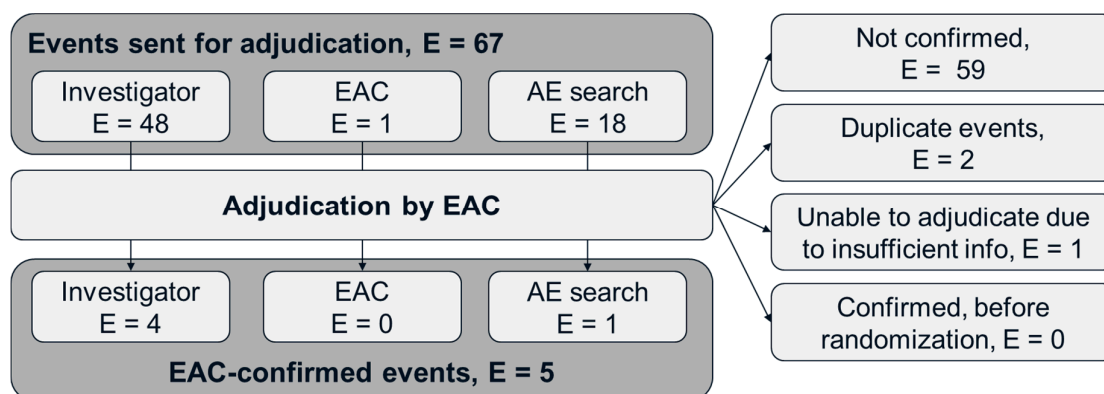 Events sent for adjudication, E = 67
Investigator
E = 48
EAC
E = 1
AE search
E = 18
Adjudication by EAC
Investigator
E = 4
EAC
E = 0
AE search
E = 1
EAC-confirmed events, E = 5
Not confirmed,
E = 59
Duplicate events,
E = 2
Unable to adjudicate due
to insufficient info, E = 1
Confirmed, before
randomization, E = 0